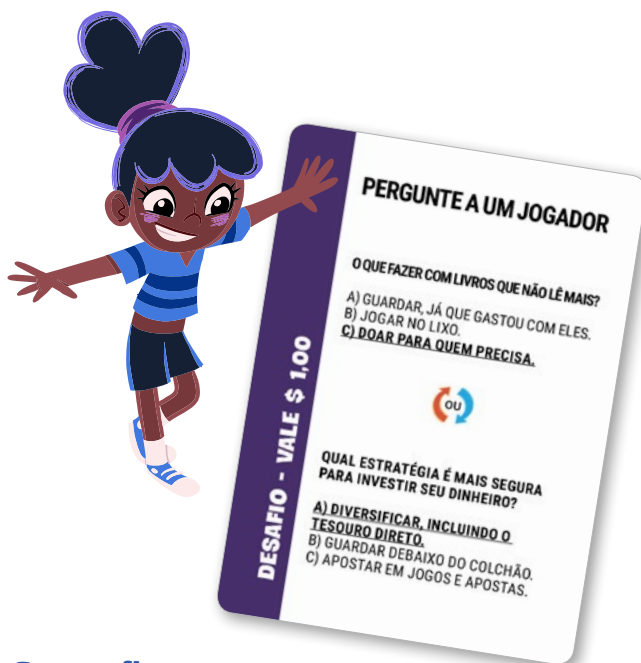 PERGUNTE A UM JOGADOR
O QUE FAZER COM LIVROS QUE NÃO LÊ MAIS?
A) GUARDAR, JÁ QUE GASTOU COM ELES.
B) JOGAR NO LIXO.
C) DOAR PARA QUEM PRECISA.
OU
QUAL ESTRATÉGIA É MAIS SEGURA
PARA INVESTIR SEU DINHEIRO?
A) DIVERSIFICAR, INCLUINDO O
TESOURO DIRETO.
B) GUARDAR DEBAIXO DO COLCHÃO.
C) APOSTAR EM JOGOS E APOSTAS.
DESAFIO - VALE $ 1,00